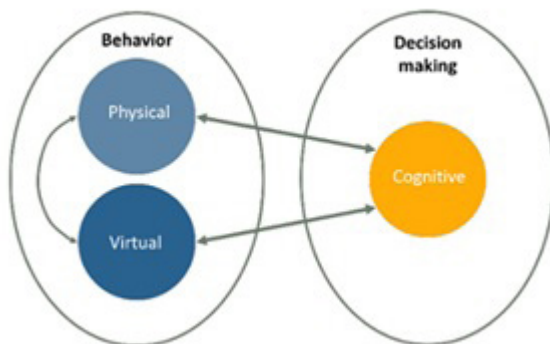 Behavior
Physical
Virtual
Decision
making
Cognitive